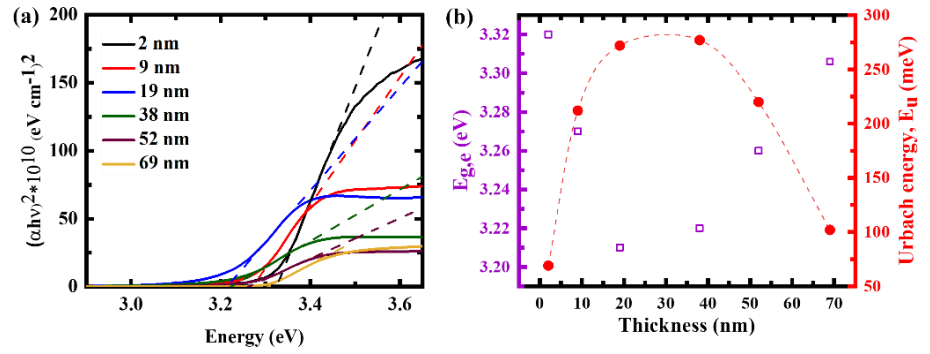 (a)
200
150
100
50
0
(αhν)²*10¹⁰ (eV cm⁻¹)²
2 nm
9 nm
19 nm
38 nm
52 nm
69 nm
3.0
3.2
3.4
3.6
Energy (eV)
(b)
3.32
3.30
3.28
3.26
3.24
3.22
3.20
Eg,e (eV)
0
10
20
30
40
50
60
70
80
Thickness (nm)
300
250
200
150
100
50
Urbach energy, Eu (meV)